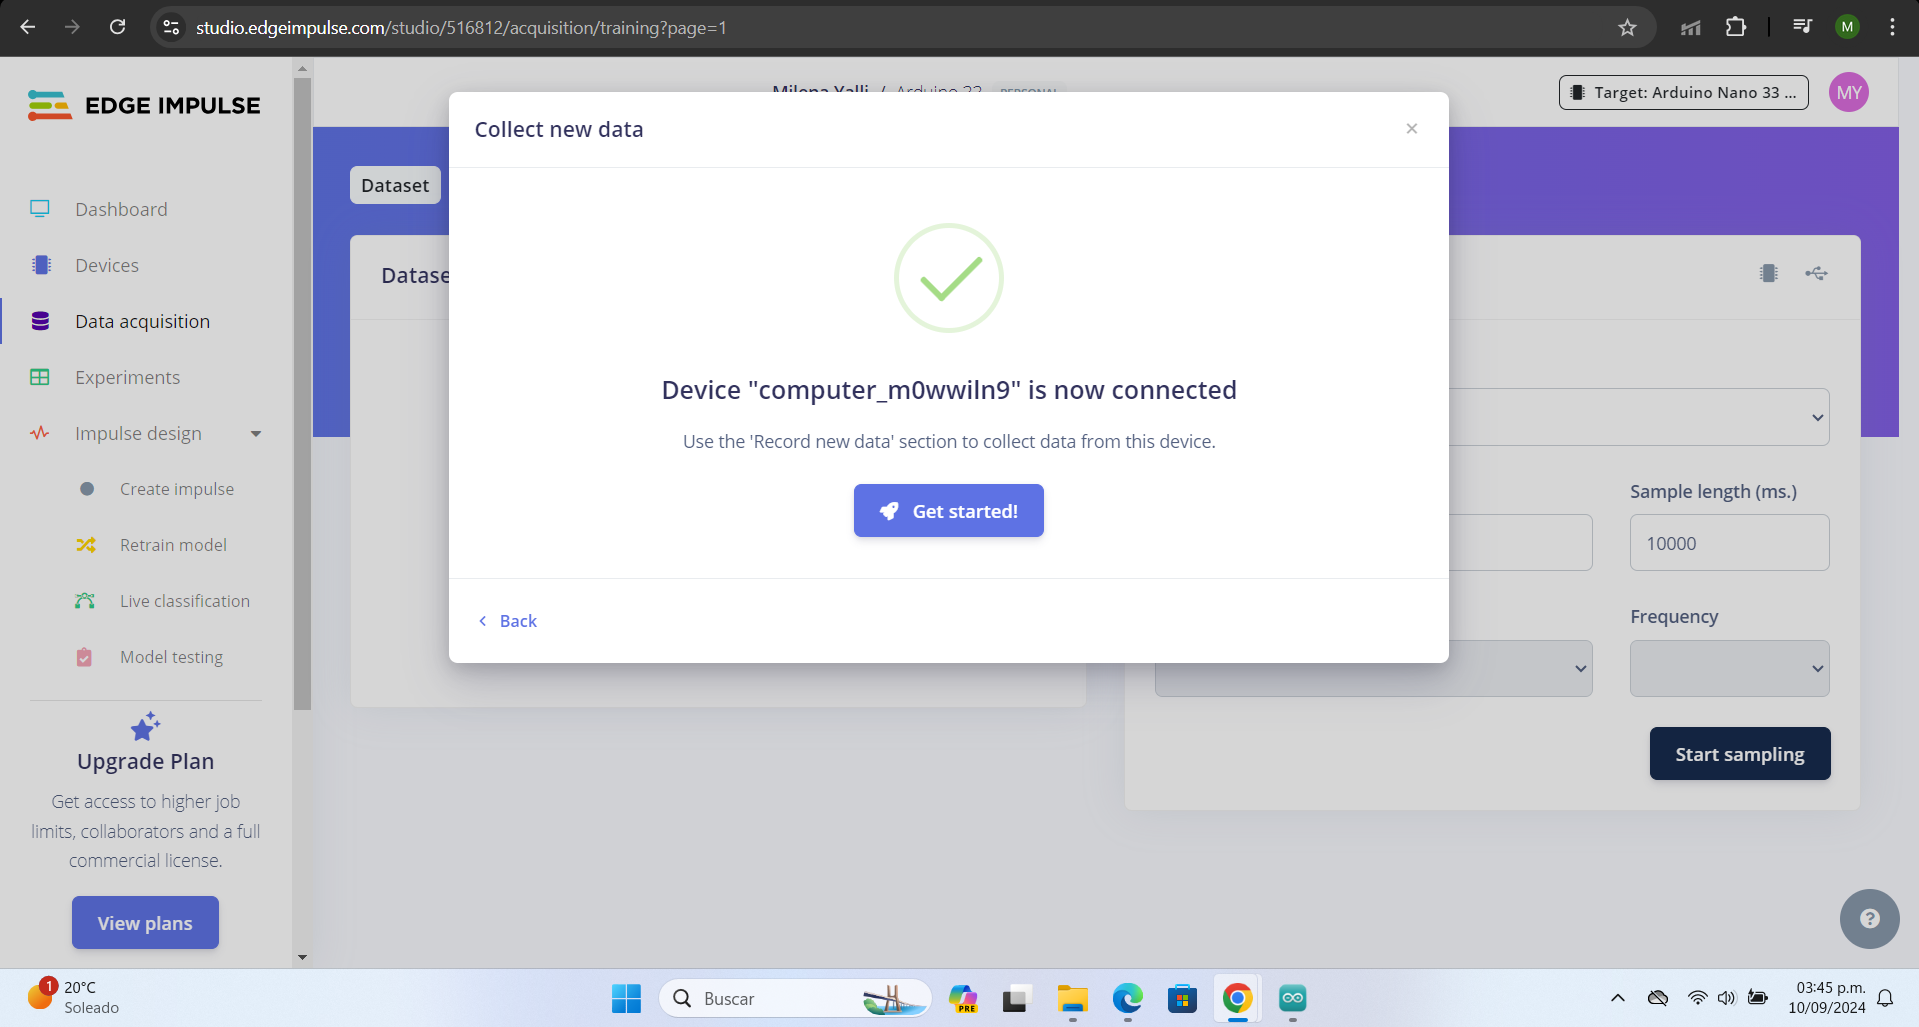 studio.edgeimpulse.com/studio/516812/acquisition/training?page=1
M
EDGE IMPULSE
Milena Yalli / Arduino 33 PERSONAL
Target: Arduino Nano 33 ...
MY
Collect new data
×
Dataset
Dashboard
Devices
Data acquisition
Experiments
Impulse design
Create impulse
Retrain model
Live classification
Model testing
Upgrade Plan
Get access to higher job
limits, collaborators and a full
commercial license.
View plans
Device "computer_m0wwiln9" is now connected
Use the 'Record new data' section to collect data from this device.
Get started!
Back
Sample length (ms.)
10000
Frequency
Start sampling
?
1
20°C
Soleado
Buscar
PRE
03:45 p.m.
10/09/2024